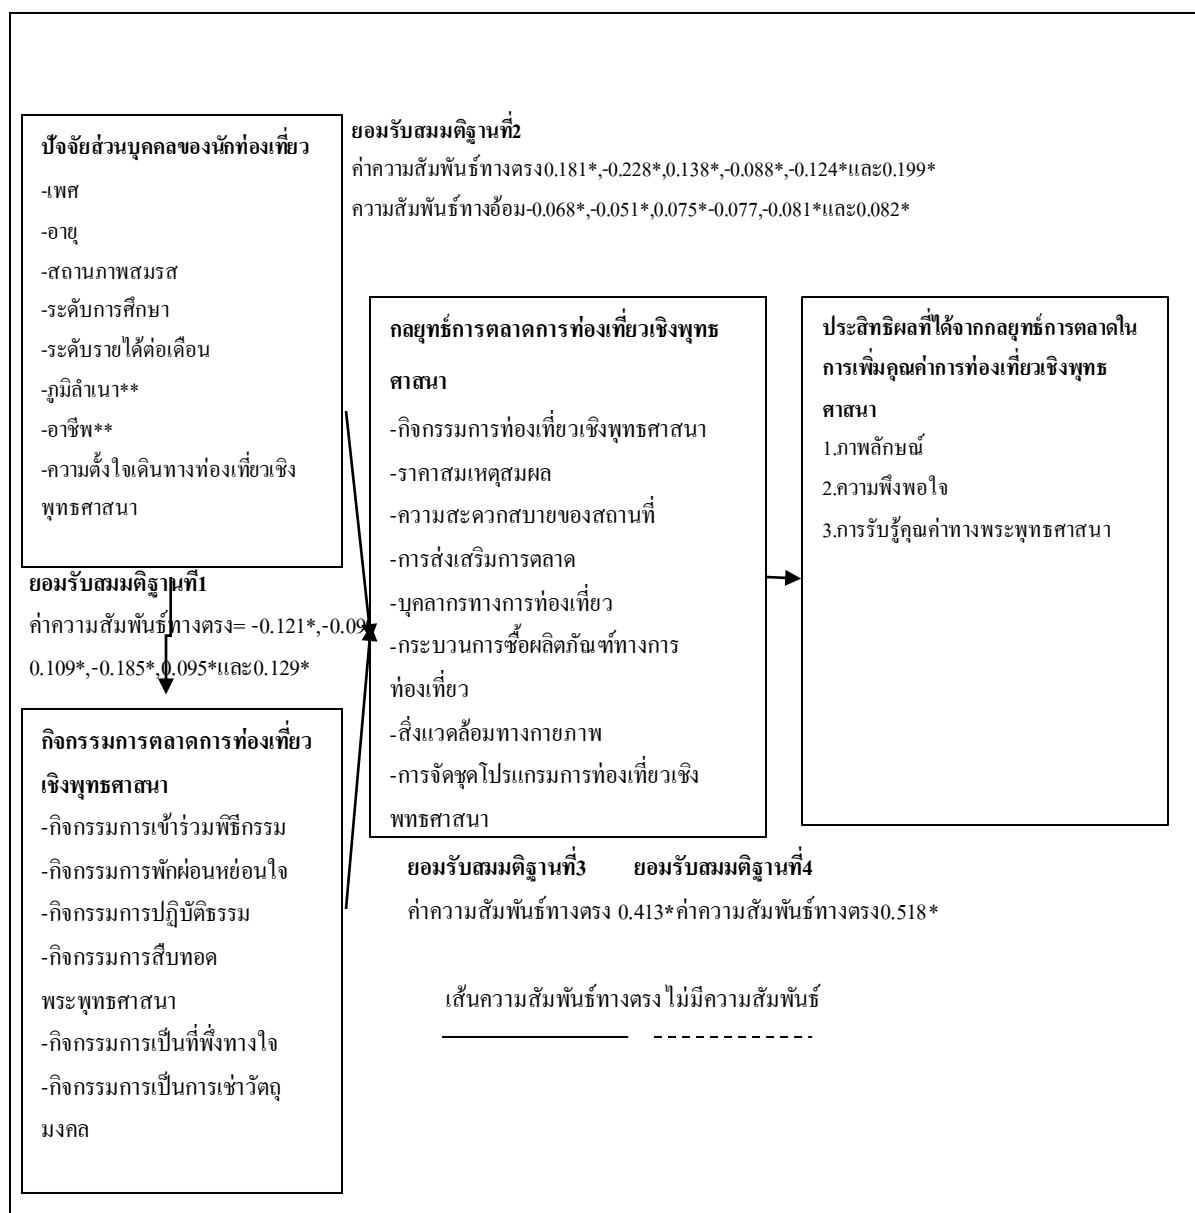 ปัจจัยส่วนบุคคลของนักท่องเที่ยว
-เพศ
-อายุ
-สถานภาพสมรส
-ระดับการศึกษา
-ระดับรายได้ต่อเดือน
-ภูมิลำเนา**
-อาชีพ**
-ความตั้งใจเดินทางท่องเที่ยวเชิง
พุทธศาสนา
ยอมรับสมมติฐานที่2
ค่าความสัมพันธ์ทางตรง0.181*,-0.228*,0.138*,-0.088*,-0.124*และ0.199*
ความสัมพันธ์ทางอ้อม-0.068*,-0.051*,0.075*-0.077,-0.081*และ0.082*
ยอมรับสมมติฐานที่1
ค่าความสัมพันธ์ทางตรง= -0.121*,-0.09
0.109*,-0.185*,0.095*และ0.129*
กิจกรรมการตลาดการท่องเที่ยว
เชิงพุทธศาสนา
-กิจกรรมการเข้าร่วมพิธีกรรม
-กิจกรรมการพักผ่อนหย่อนใจ
-กิจกรรมการปฏิบัติธรรม
-กิจกรรมการสืบทอด
พระพุทธศาสนา
-กิจกรรมการเป็นที่พึ่งทางใจ
-กิจกรรมการเป็นการเช่าวัตถุ
มงคล
กลยุทธ์การตลาดการท่องเที่ยวเชิงพุทธ
ศาสนา
-กิจกรรมการท่องเที่ยวเชิงพุทธศาสนา
-ราคาสมเหตุสมผล
-ความสะดวกสบายของสถานที่
-การส่งเสริมการตลาด
-บุคลากรทางการท่องเที่ยว
-กระบวนการซื้อผลิตภัณฑ์ทางการ
ท่องเที่ยว
-สิ่งแวดล้อมทางกายภาพ
-การจัดชุดโปรแกรมการท่องเที่ยวเชิง
พทธศาสนา
ประสิทธิผลที่ได้จากกลยุทธ์การตลาดใน
การเพิ่มคุณค่าการท่องเที่ยวเชิงพุทธ
ศาสนา
1.ภาพลักษณ์
2.ความพึงพอใจ
3.การรับรู้คุณค่าทางพระพุทธศาสนา
ยอมรับสมมติฐานที่3 ยอมรับสมมติฐานที่4
ค่าความสัมพันธ์ทางตรง 0.413*ค่าความสัมพันธ์ทางตรง0.518*
เส้นความสัมพันธ์ทางตรง ไม่มีความสัมพันธ์